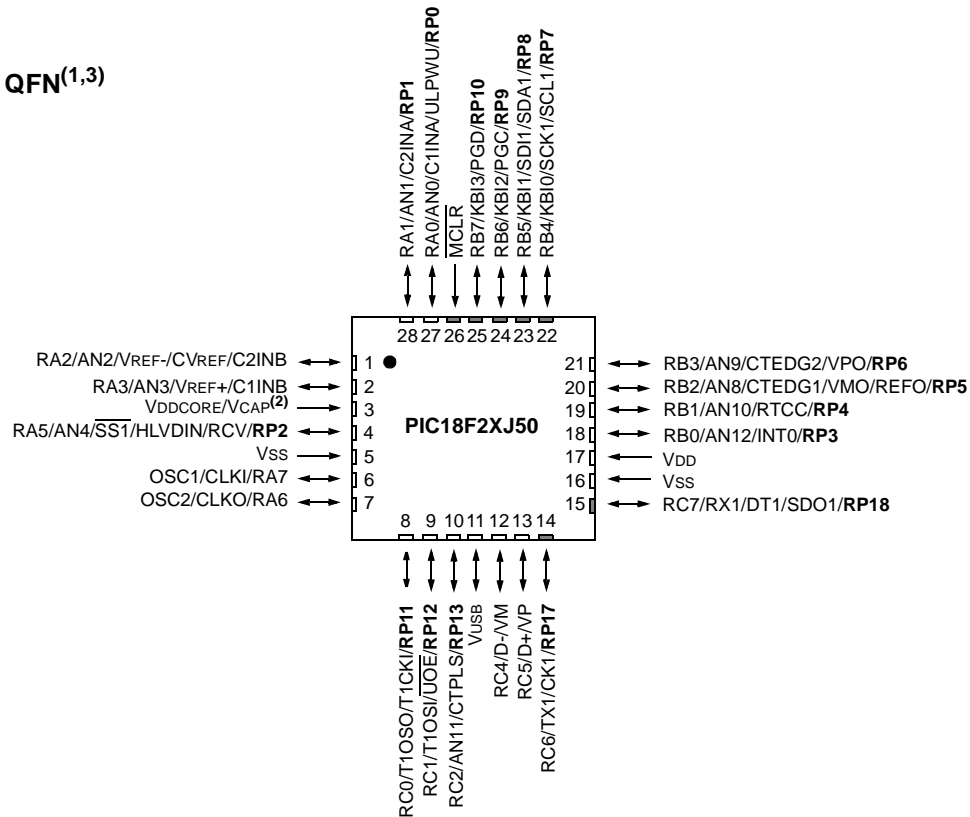 QFN(1,3)
RA1/AN1/C2INA/RP1
RA0/AN0/C1INA/ULPWU/RP0
MCLR
RB7/KBI3/PGD/RP10
RB6/KBI2/PGC/RP9
RB5/KBI1/SDI1/SDA1/RP8
RB4/KBI0/SCK1/SCL1/RP7
28 27 26 25 24 23 22
RA2/AN2/VREF-/CVREF/C2INB 1
RA3/AN3/VREF+/C1INB 2
VDDCORE/VCAP(2) 3
RA5/AN4/SS1/HLVDIN/RCV/RP2 4
VSS 5
OSC1/CLKI/RA7 6
OSC2/CLKO/RA6 7
PIC18F2XJ50
21 RB3/AN9/CTEDG2/VPO/RP6
20 RB2/AN8/CTEDG1/VMO/REFO/RP5
19 RB1/AN10/RTCC/RP4
18 RB0/AN12/INT0/RP3
17 VDD
16 VSS
15 RC7/RX1/DT1/SDO1/RP18
8 9 10 11 12 13 14
RC0/T1OSO/T1CKI/RP11
RC1/T1OSI/UOE/RP12
RC2/AN11/CTPLS/RP13
VUSB
RC4/D-/VM
RC5/D+/VP
RC6/TX1/CK1/RP17